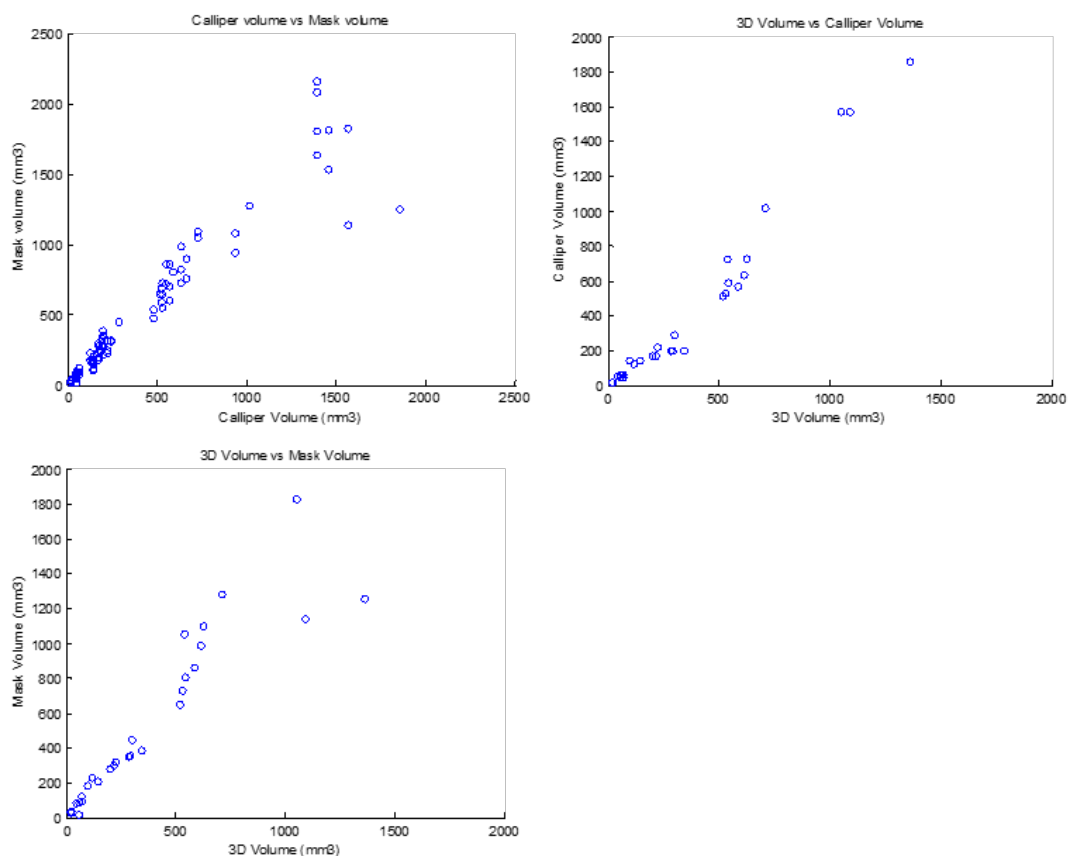 Calliper volume vs Mask volume
2500
2000
1500
1000
500
0
Mask volume (mm3)
0 500 1000 1500 2000 2500
Calliper Volume (mm3)
3D Volume vs Calliper Volume
2000
1800
1600
1400
1200
1000
800
600
400
200
0
Calliper Volume (mm3)
0 500 1000 1500 2000
3D Volume (mm3)
3D Volume vs Mask Volume
2000
1800
1600
1400
1200
1000
800
600
400
200
0
Mask Volume (mm3)
0 500 1000 1500 2000
3D Volume (mm3)